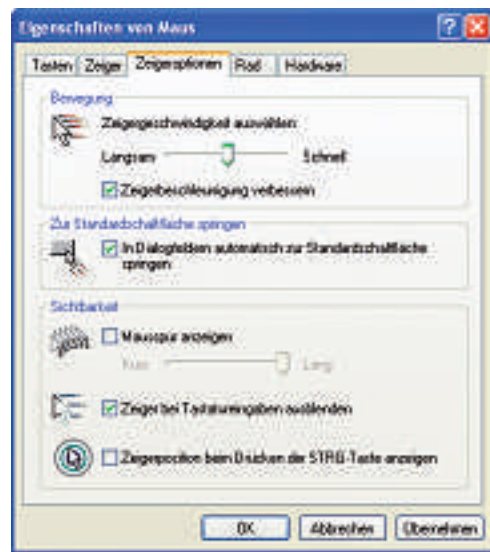 Eigenschaften von Maus
Tasten Zeiger Zeigeroptionen Rad Hardware
Bewegung
Zeigergeschwindigkeit auswählen:
Langsam Schnell
Zeigerbeschleunigung verbessern
Zur Standardschaltfläche springen
In Dialogfeldern automatisch zur Standardschaltfläche
springen
Sichtbarkeit
Mausspur anzeigen
Kurz Lang
Zeiger bei Tastatureingaben ausblenden
Zeigerposition beim Drücken der STRG-Taste anzeigen
OK Abbrechen Übernehmen